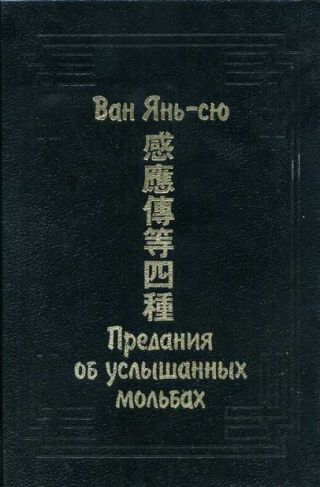 Ван Янь-сю
感應傳等四種
Предания
об услышанных
мольбах